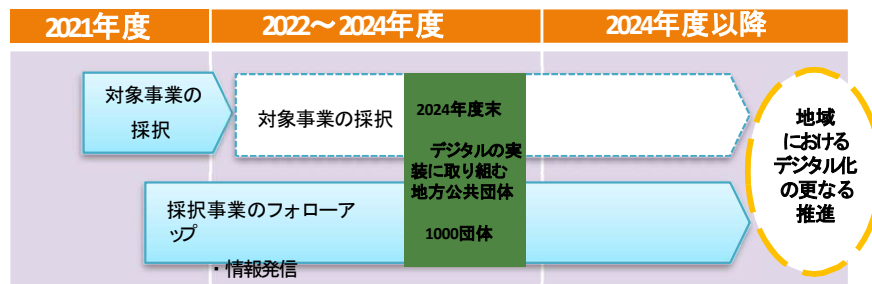 2021年度
2022～2024年度
2024年度以降
対象事業の
採択
対象事業の採択
2024年度末
デジタルの実
装に取り組む
地方公共団体
1000団体
採択事業のフォローア
ップ
・情報発信
地域
における
デジタル化
の更なる
推進